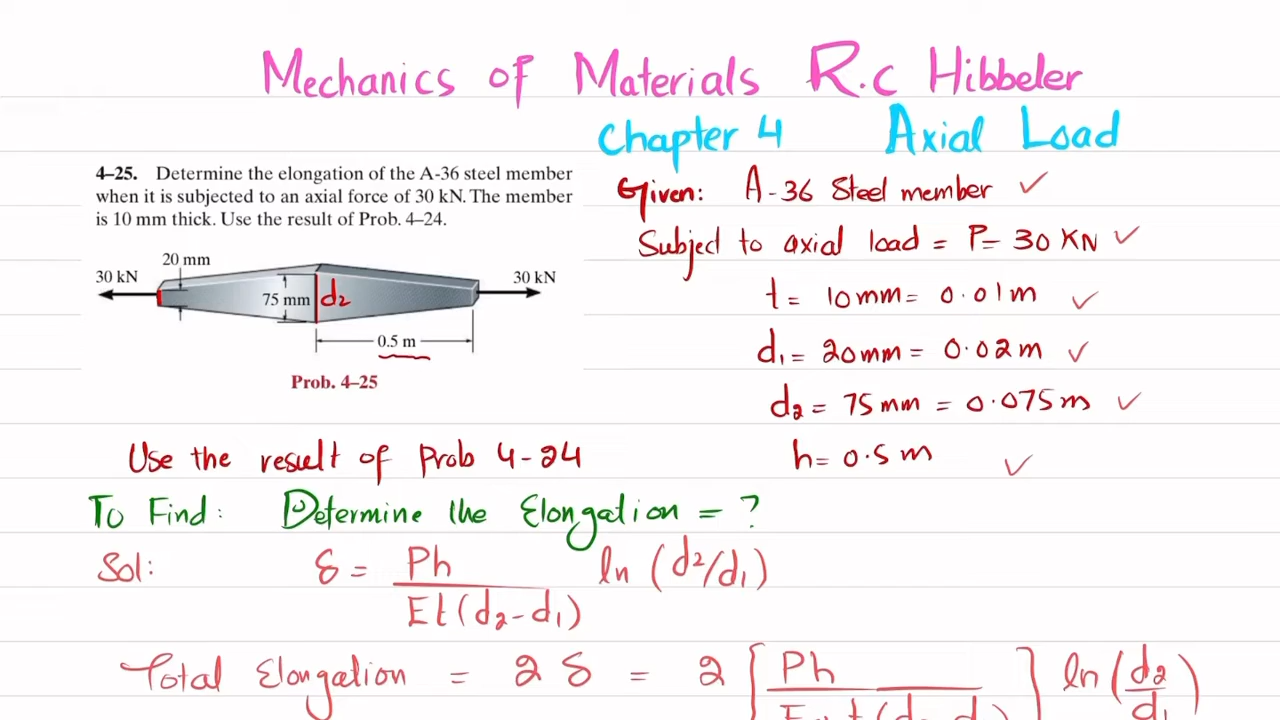 Mechanics of Materials R.C Hibbeler
Chapter 4 Axial Load
4–25. Determine the elongation of the A-36 steel member
when it is subjected to an axial force of 30 kN. The member
is 10 mm thick. Use the result of Prob. 4–24.
20 mm
30 kN
30 kN
75 mm
d2
0.5 m
Prob. 4–25
Given: A-36 Steel member ✓
Subject to axial load = P= 30 KN ✓
t = 10mm = 0.01m ✓
d1 = 20mm = 0.02m ✓
d2 = 75mm = 0.075m ✓
h= 0.5m ✓
Use the result of Prob 4-24
To Find: Determine the Elongation = ?
Sol: δ = Ph / Et(d2-d1) ln (d2/d1)
Total Elongation = 2 δ = 2 [Ph / ] ln (d2/d1)